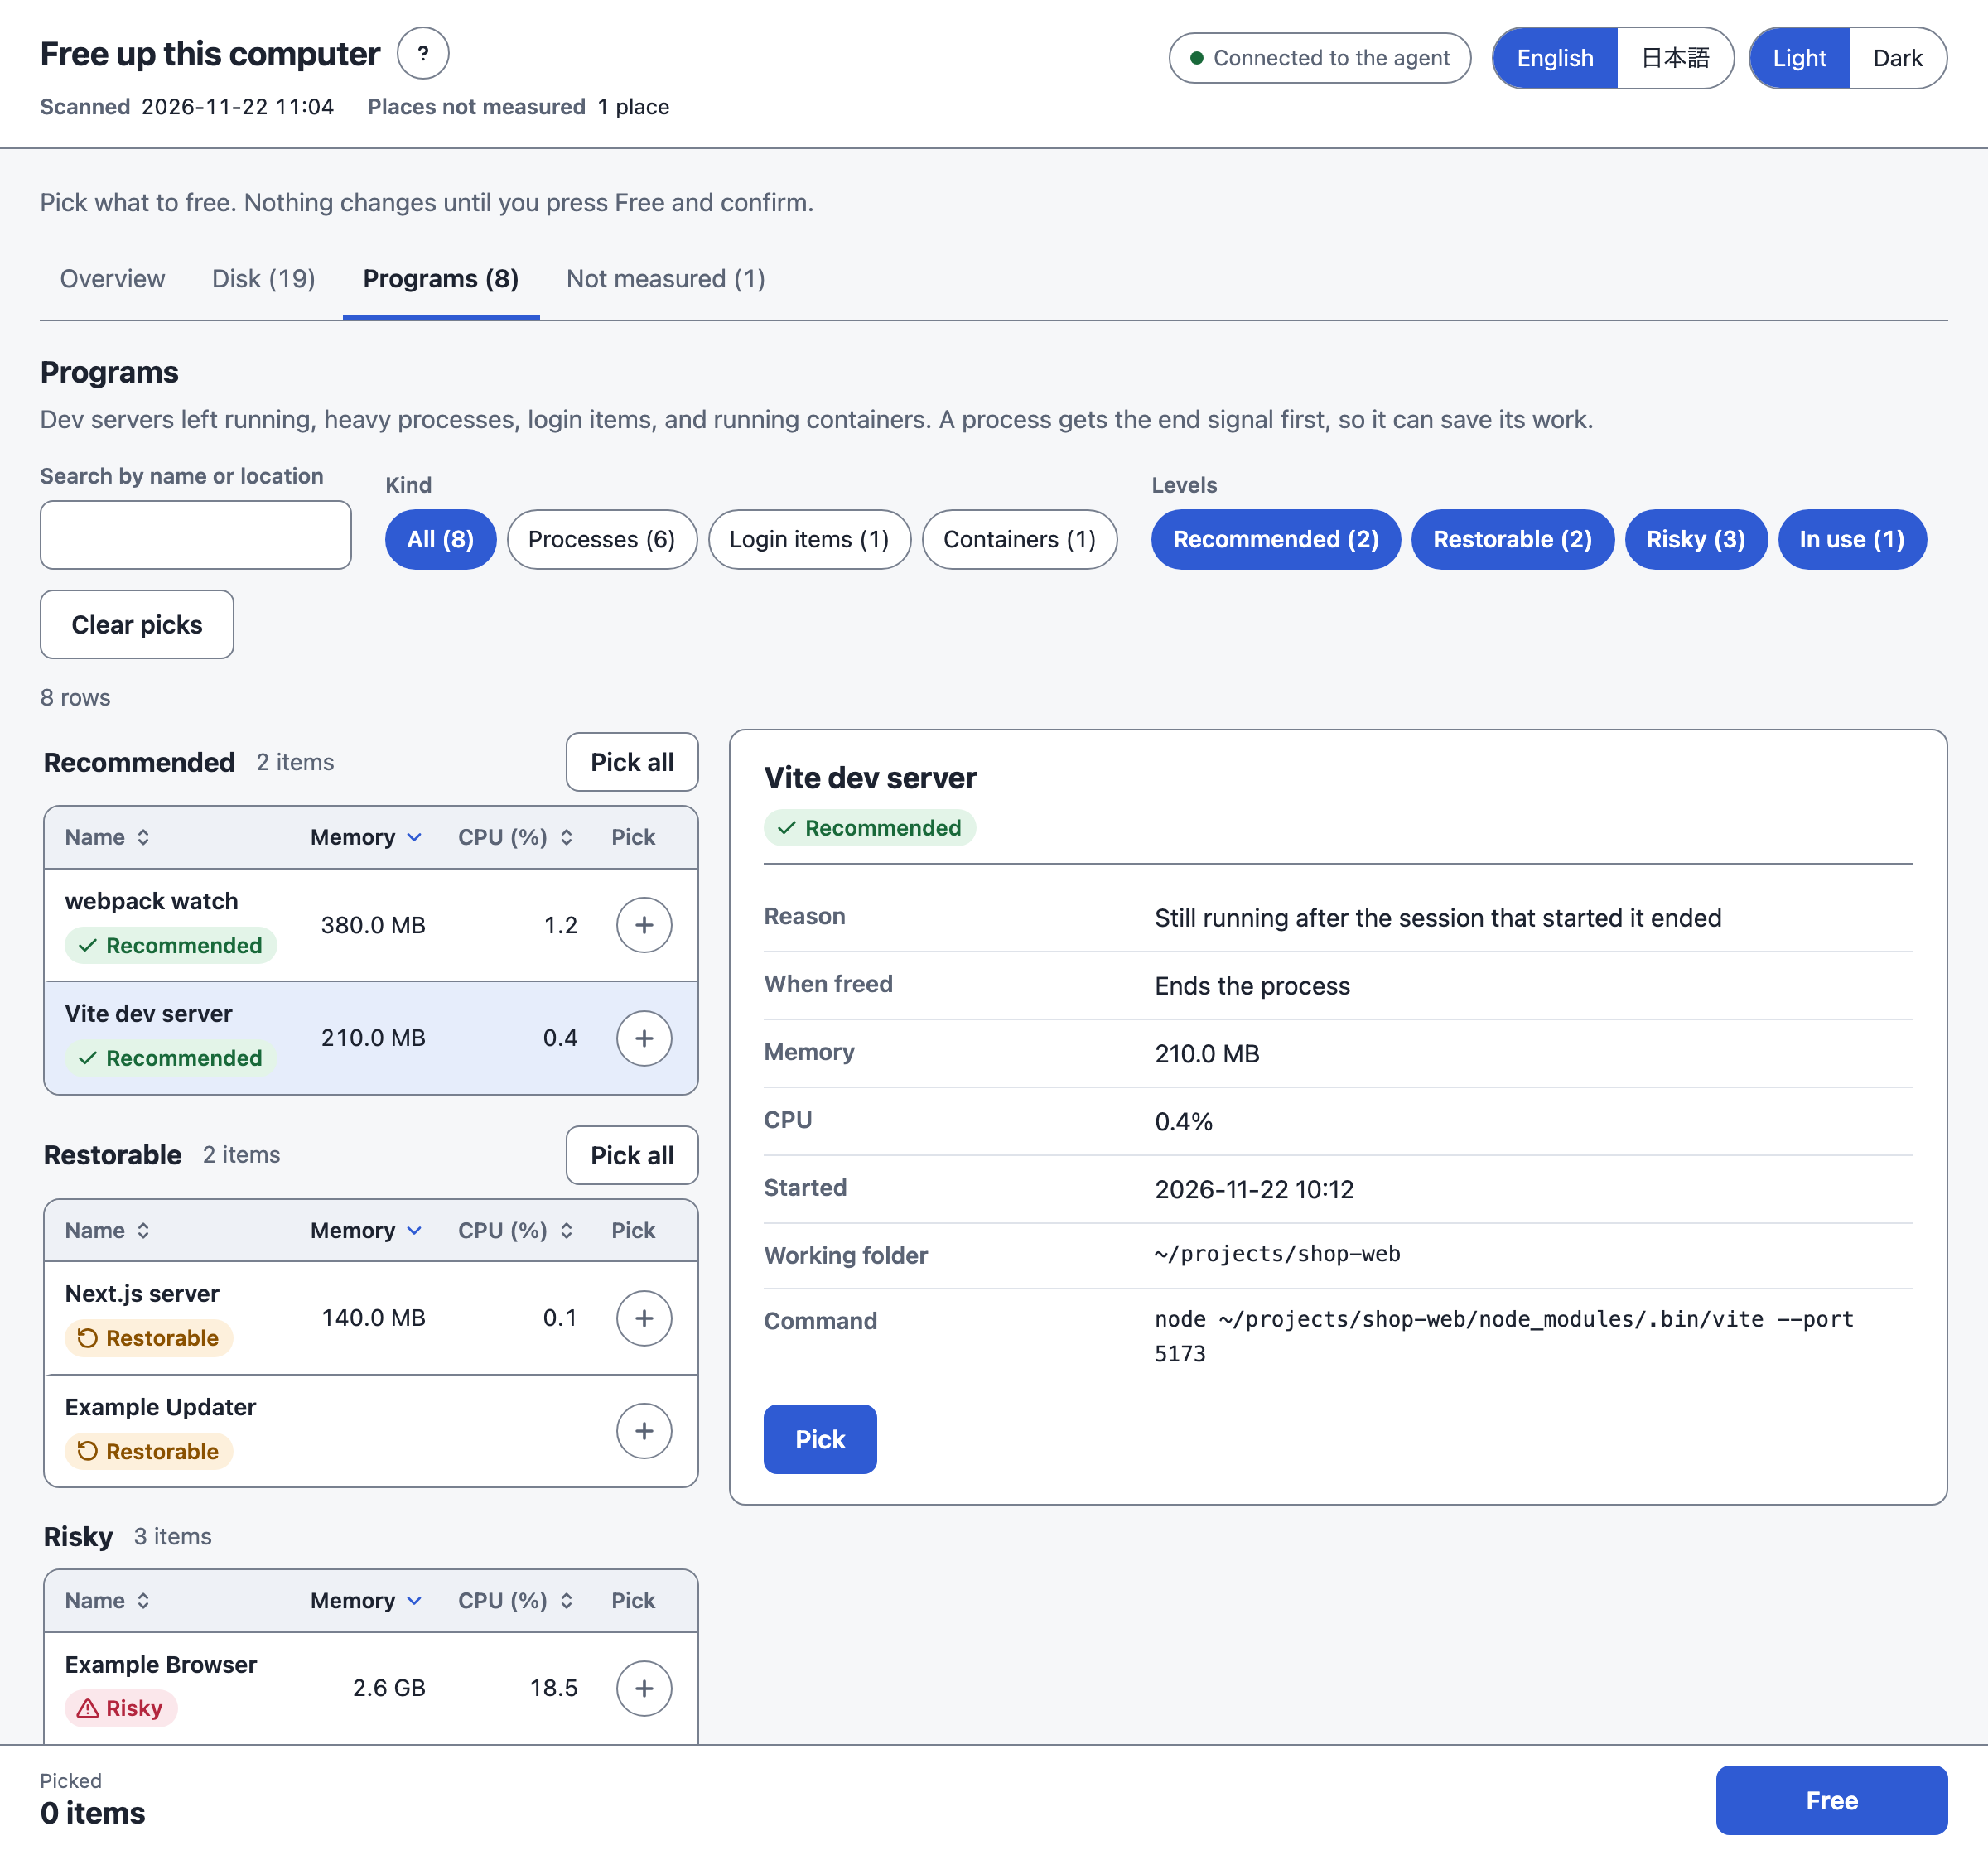 Free up this computer ?
Connected to the agent
English 日本語
Light Dark
Scanned 2026-11-22 11:04 Places not measured 1 place
Pick what to free. Nothing changes until you press Free and confirm.
Overview Disk (19) Programs (8) Not measured (1)
Programs
Dev servers left running, heavy processes, login items, and running containers. A process gets the end signal first, so it can save its work.
Search by name or location
Kind
All (8) Processes (6) Login items (1) Containers (1)
Levels
Recommended (2) Restorable (2) Risky (3) In use (1)
Clear picks
8 rows
Recommended 2 items Pick all
Name Memory CPU (%) Pick
webpack watch
Recommended
380.0 MB 1.2
Vite dev server
Recommended
210.0 MB 0.4
Restorable 2 items Pick all
Name Memory CPU (%) Pick
Next.js server
Restorable
140.0 MB 0.1
Example Updater
Restorable
Risky 3 items
Name Memory CPU (%) Pick
Example Browser
Risky
2.6 GB 18.5
Vite dev server
Recommended
Reason Still running after the session that started it ended
When freed Ends the process
Memory 210.0 MB
CPU 0.4%
Started 2026-11-22 10:12
Working folder ~/projects/shop-web
Command node ~/projects/shop-web/node_modules/.bin/vite --port
5173
Pick
Picked
0 items
Free